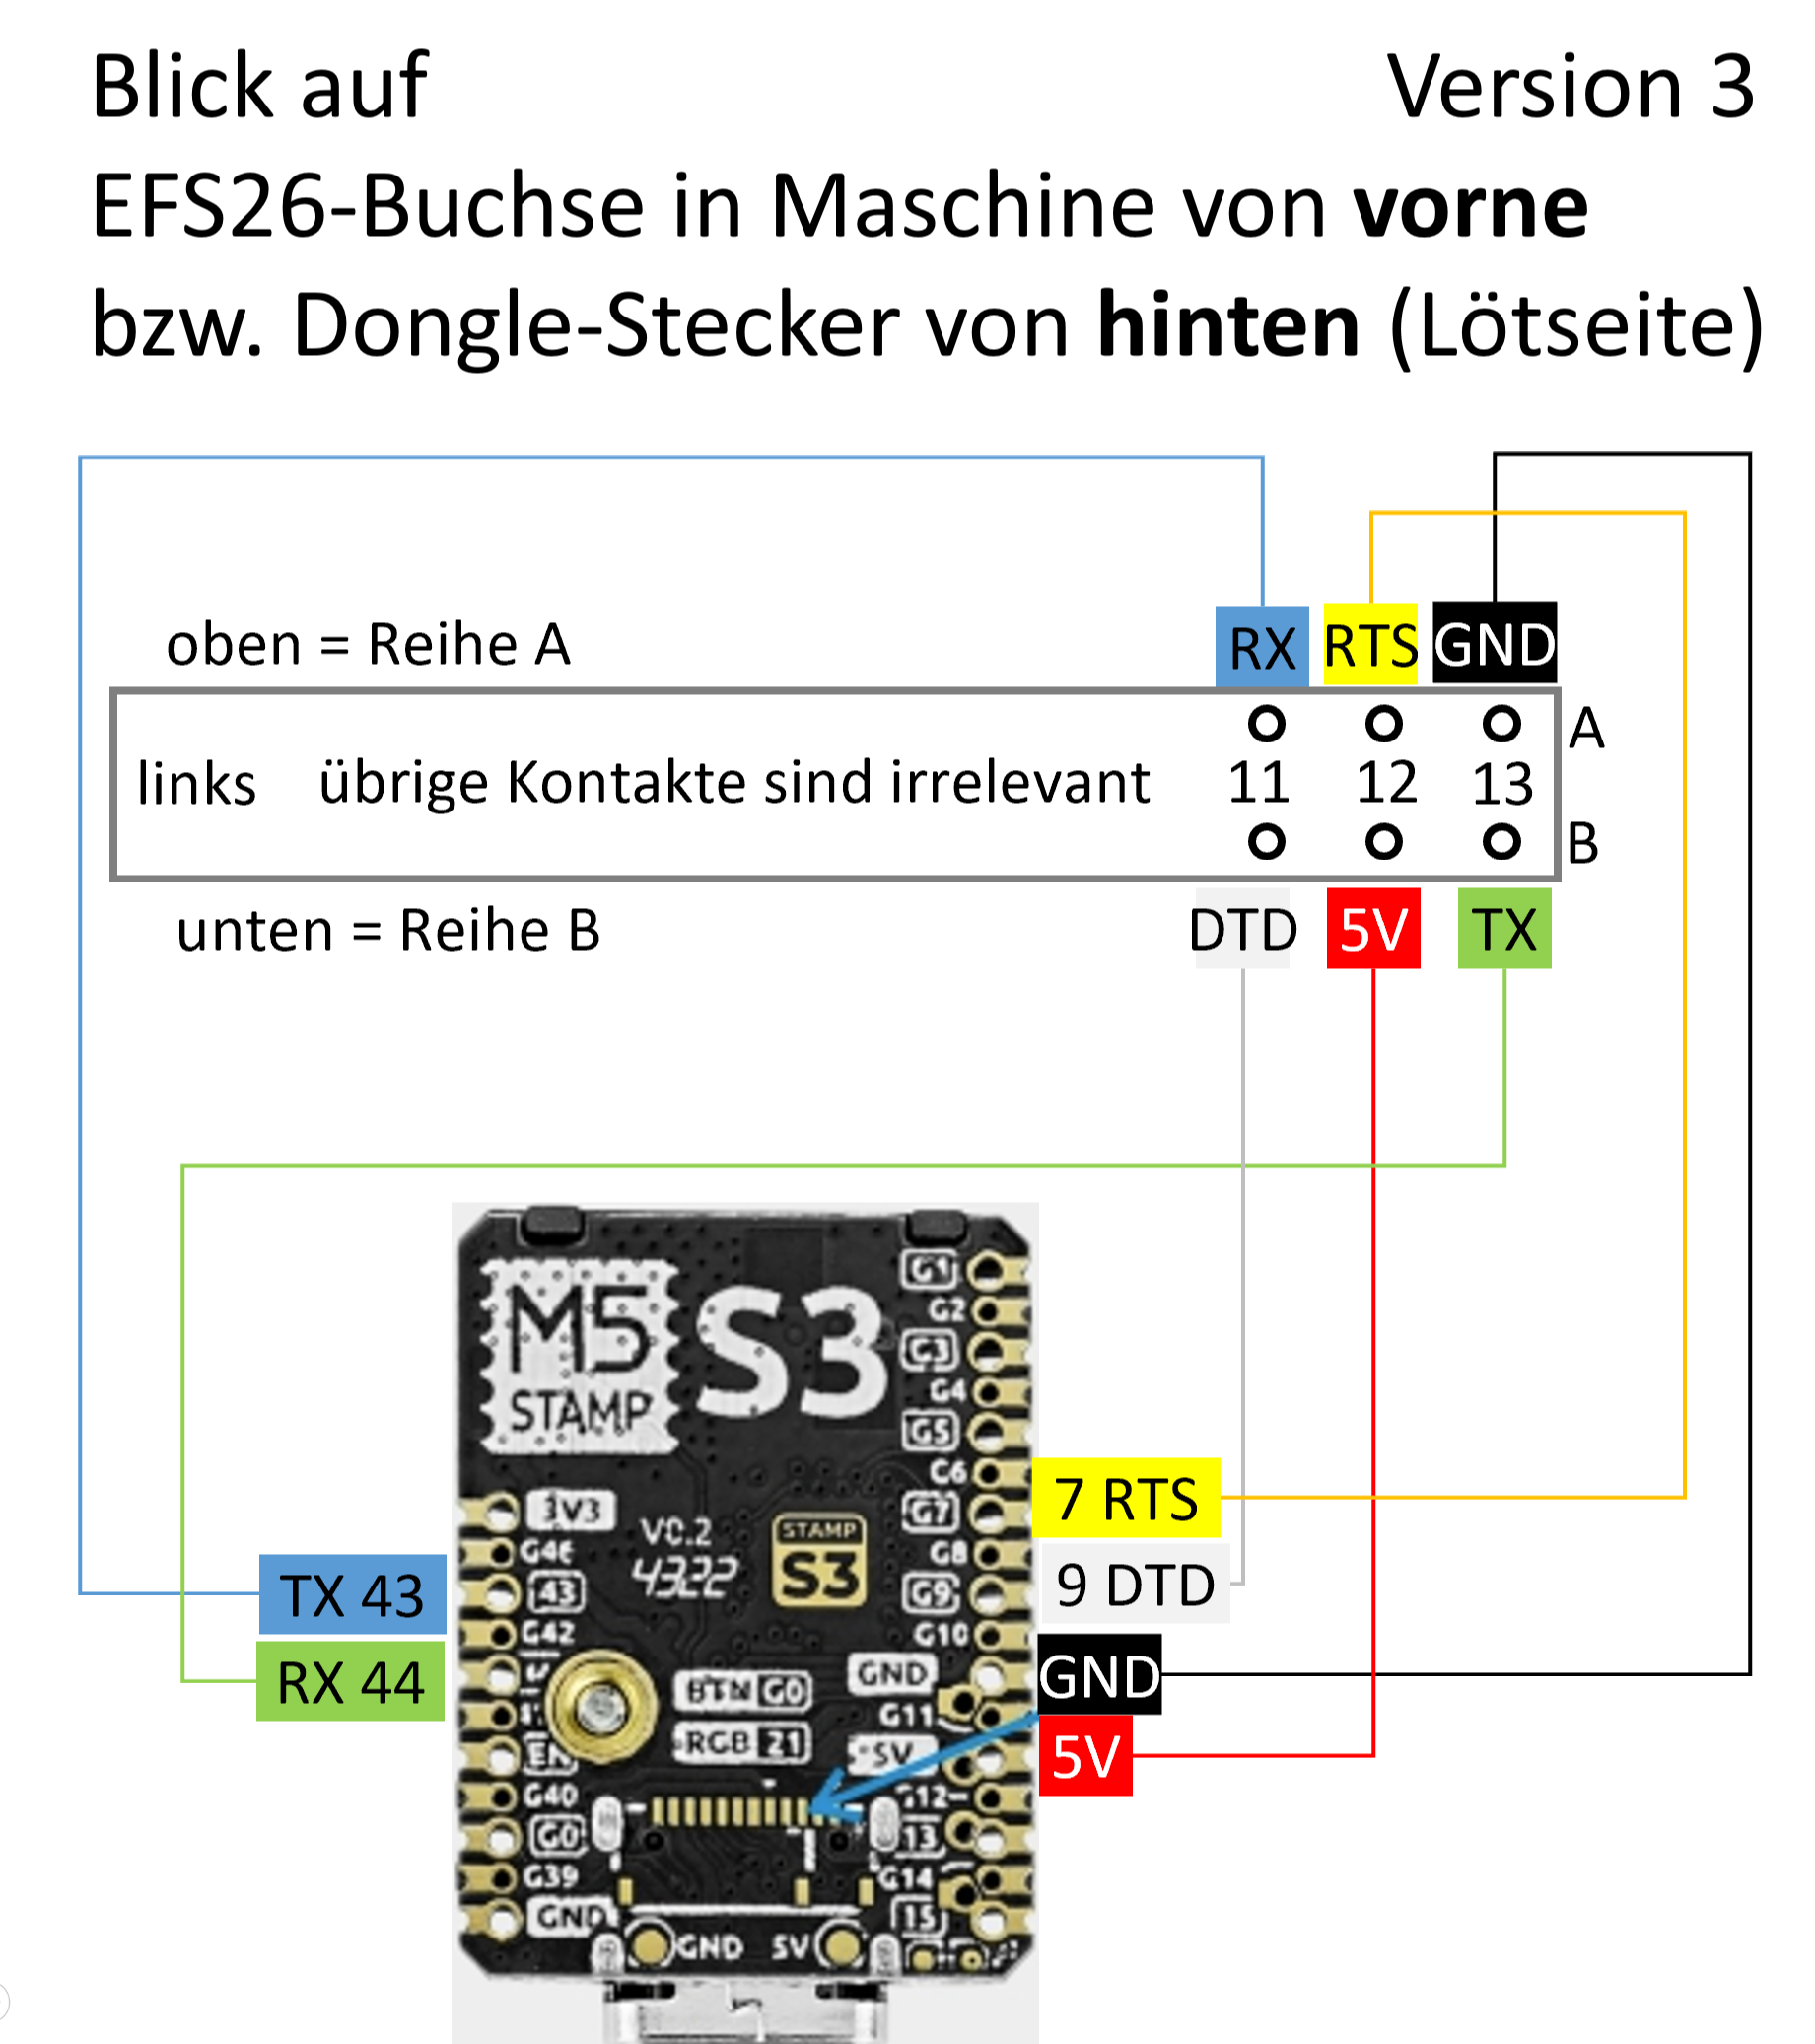 Blick auf Version 3
EFS26-Buchse in Maschine von vorne
bzw. Dongle-Stecker von hinten (Lötseite)
oben = Reihe A RX RTS GND
A
links übrige Kontakte sind irrelevant 11 12 13
B
unten = Reihe B DTD 5V TX
M5 STAMP S3
G1
G2
G3
G4
G5
G6
7 RTS
G7
3V3
V0.2
4322
STAMP S3
G46
G8
TX 43
43
G9
9 DTD
G42
G10
RX 44
GND
GND
BTN G0
G11
RGB 21
EN
5V
5V
G40
G12
G0
13
G39
G14
GND
15
GND 5V